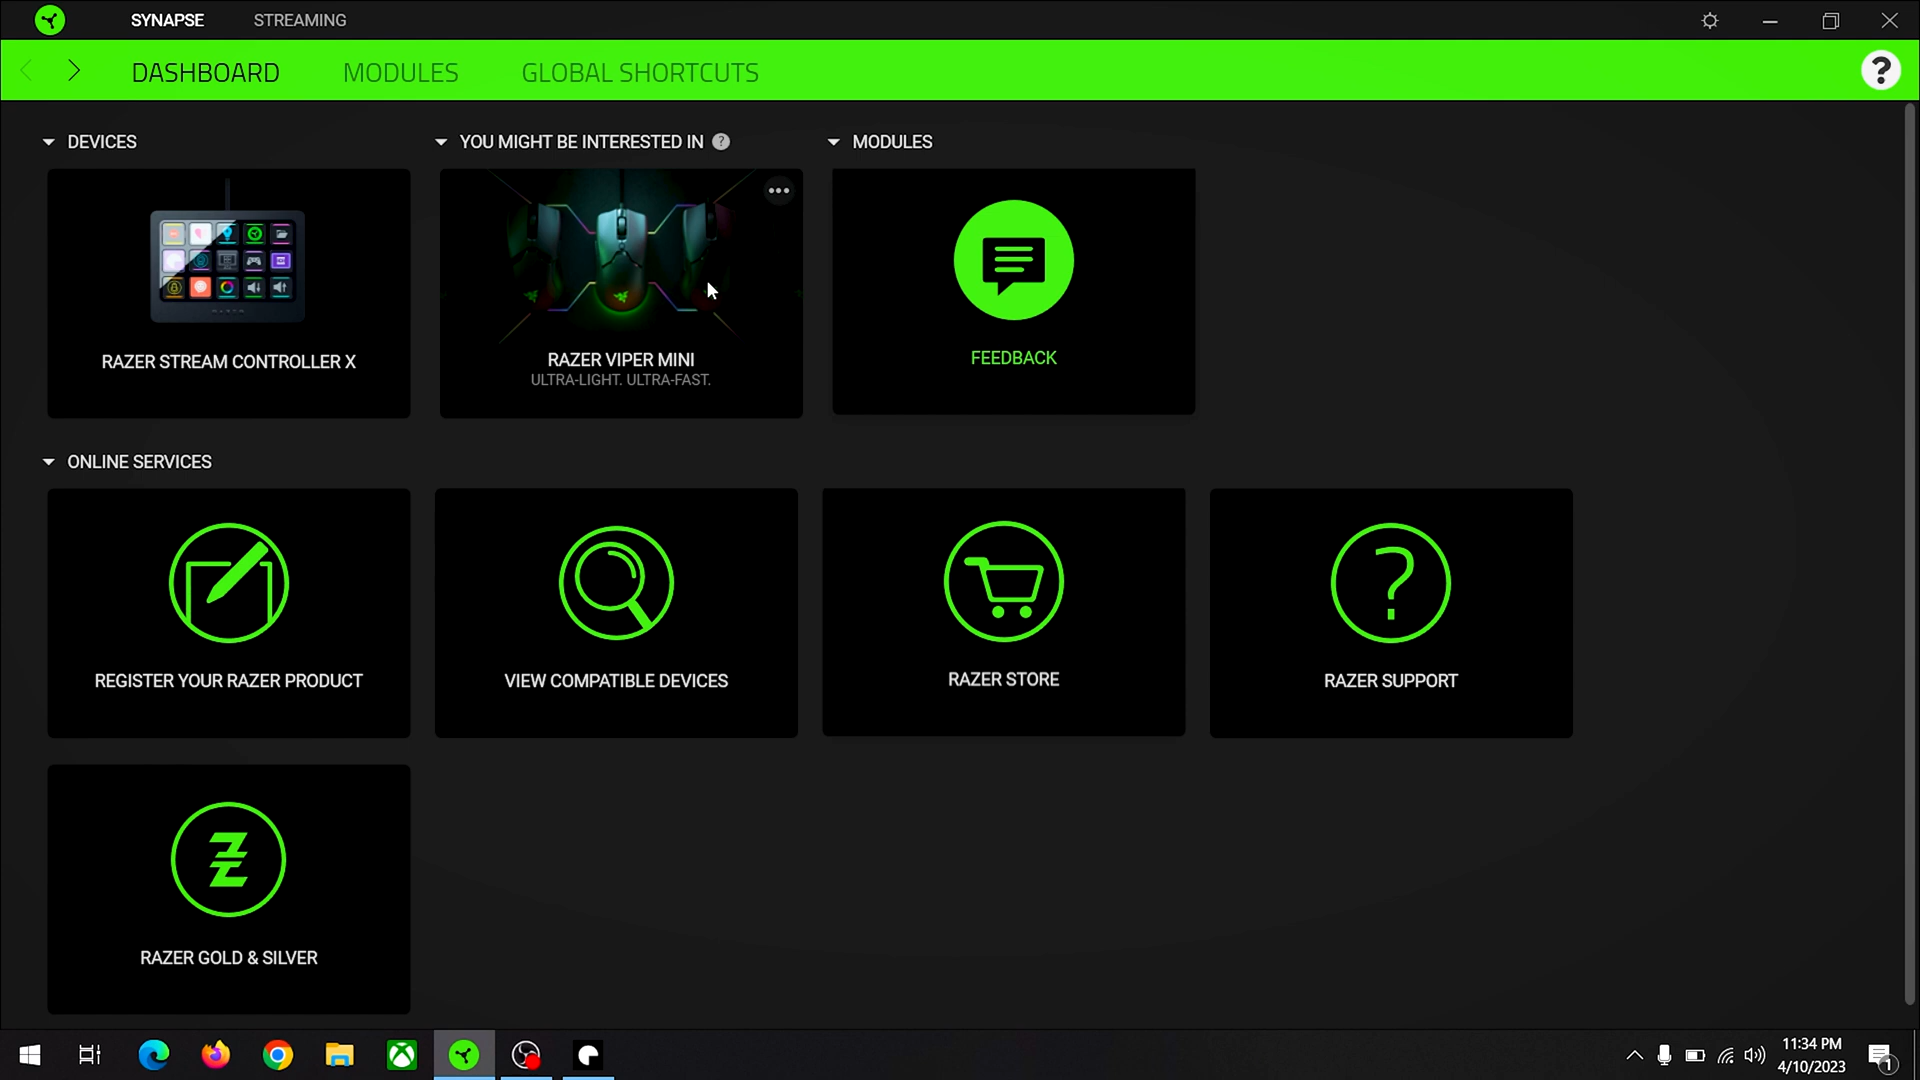 SYNAPSE
STREAMING
DASHBOARD
MODULES
GLOBAL SHORTCUTS
?
DEVICES
YOU MIGHT BE INTERESTED IN ?
MODULES
RAZER STREAM CONTROLLER X
RAZER VIPER MINI
ULTRA-LIGHT. ULTRA-FAST.
FEEDBACK
ONLINE SERVICES
REGISTER YOUR RAZER PRODUCT
VIEW COMPATIBLE DEVICES
RAZER STORE
RAZER SUPPORT
RAZER GOLD & SILVER
11:34 PM
4/10/2023
1